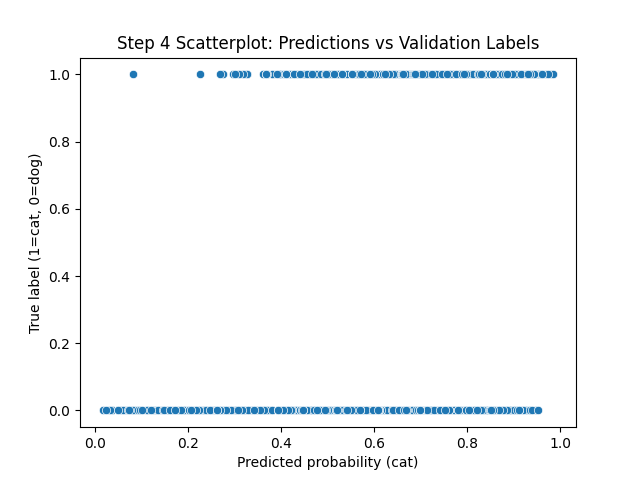 Step 4 Scatterplot: Predictions vs Validation Labels
True label (1=cat, 0=dog)
1.0
0.8
0.6
0.4
0.2
0.0
0.0 0.2 0.4 0.6 0.8 1.0
Predicted probability (cat)